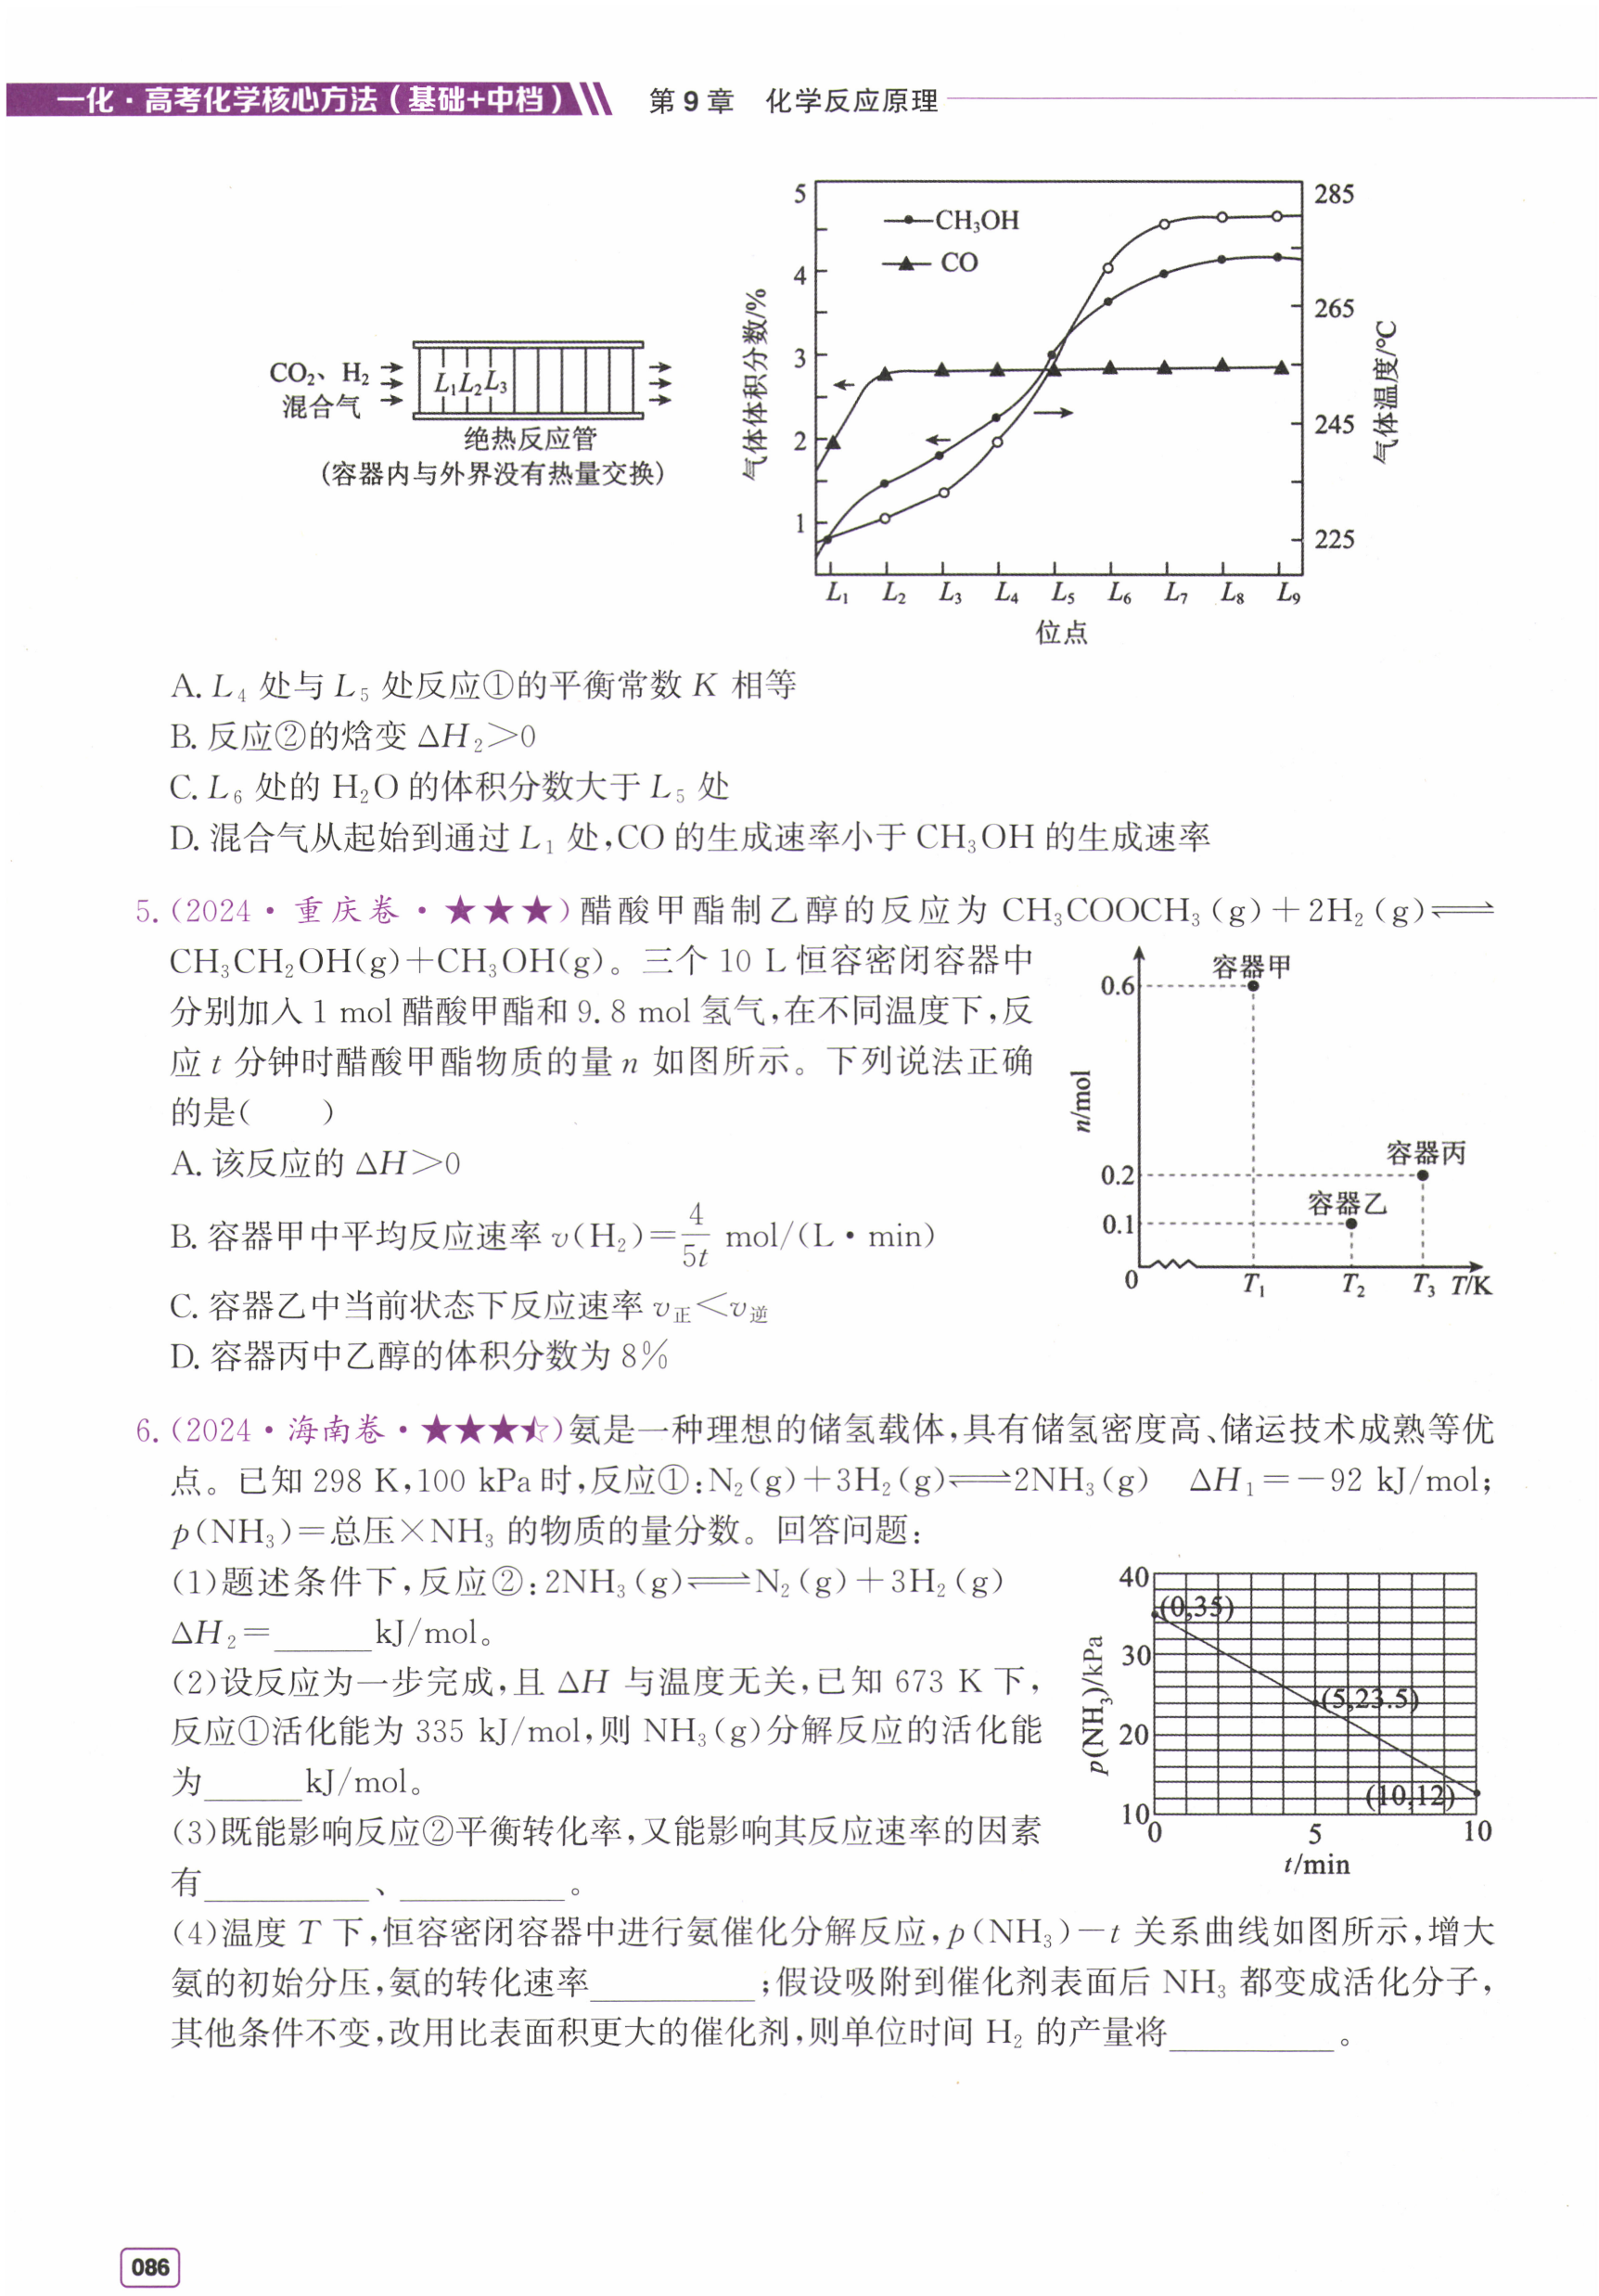 一化·高考化学核心方法(基础+中档) 第9章 化学反应原理
5
4
3
2
1
气体体积分数/%
CH₃OH
CO
285
265
245
225
气体温度/℃
L₁ L₂ L₃ L₄ L₅ L₆ L₇ L₈ L₉
位点
CO₂、H₂
混合气
L₁L₂L₃
绝热反应管
(容器内与外界没有热量交换)
A. L₄ 处与 L₅ 处反应①的平衡常数 K 相等
B. 反应②的焓变 ΔH₂>0
C. L₆ 处的 H₂O 的体积分数大于 L₅ 处
D. 混合气从起始到通过 L₁ 处,CO 的生成速率小于 CH₃OH 的生成速率
5.(2024·重庆卷·★★★)醋酸甲酯制乙醇的反应为 CH₃COOCH₃(g)+2H₂(g)⇌
CH₃CH₂OH(g)+CH₃OH(g)。三个 10 L 恒容密闭容器中
分别加入 1 mol 醋酸甲酯和 9.8 mol 氢气,在不同温度下,反
应 t 分钟时醋酸甲酯物质的量 n 如图所示。下列说法正确
的是( )
A. 该反应的 ΔH>0
B. 容器甲中平均反应速率 v(H₂)=4/5t mol/(L·min)
C. 容器乙中当前状态下反应速率 v正<v逆
D. 容器丙中乙醇的体积分数为 8%
n/mol
0.6
0.2
0.1
0
容器甲
容器丙
容器乙
T₁ T₂ T₃ T/K
6.(2024·海南卷·★★★⯪)氨是一种理想的储氢载体,具有储氢密度高、储运技术成熟等优
点。已知 298 K,100 kPa 时,反应①:N₂(g)+3H₂(g)⇌2NH₃(g) ΔH₁=-92 kJ/mol;
p(NH₃)=总压×NH₃ 的物质的量分数。回答问题:
(1)题述条件下,反应②:2NH₃(g)⇌N₂(g)+3H₂(g)
ΔH₂=______kJ/mol。
(2)设反应为一步完成,且 ΔH 与温度无关,已知 673 K 下,
反应①活化能为 335 kJ/mol,则 NH₃(g)分解反应的活化能
为______kJ/mol。
(3)既能影响反应②平衡转化率,又能影响其反应速率的因素
有__________、__________。
p(NH₃)/kPa
40
30
20
10
(0,35)
(5,23.5)
(10,12)
0 5 10
t/min
(4)温度 T 下,恒容密闭容器中进行氨催化分解反应,p(NH₃)-t 关系曲线如图所示,增大
氨的初始分压,氨的转化速率__________;假设吸附到催化剂表面后 NH₃ 都变成活化分子,
其他条件不变,改用比表面积更大的催化剂,则单位时间 H₂ 的产量将__________。
086